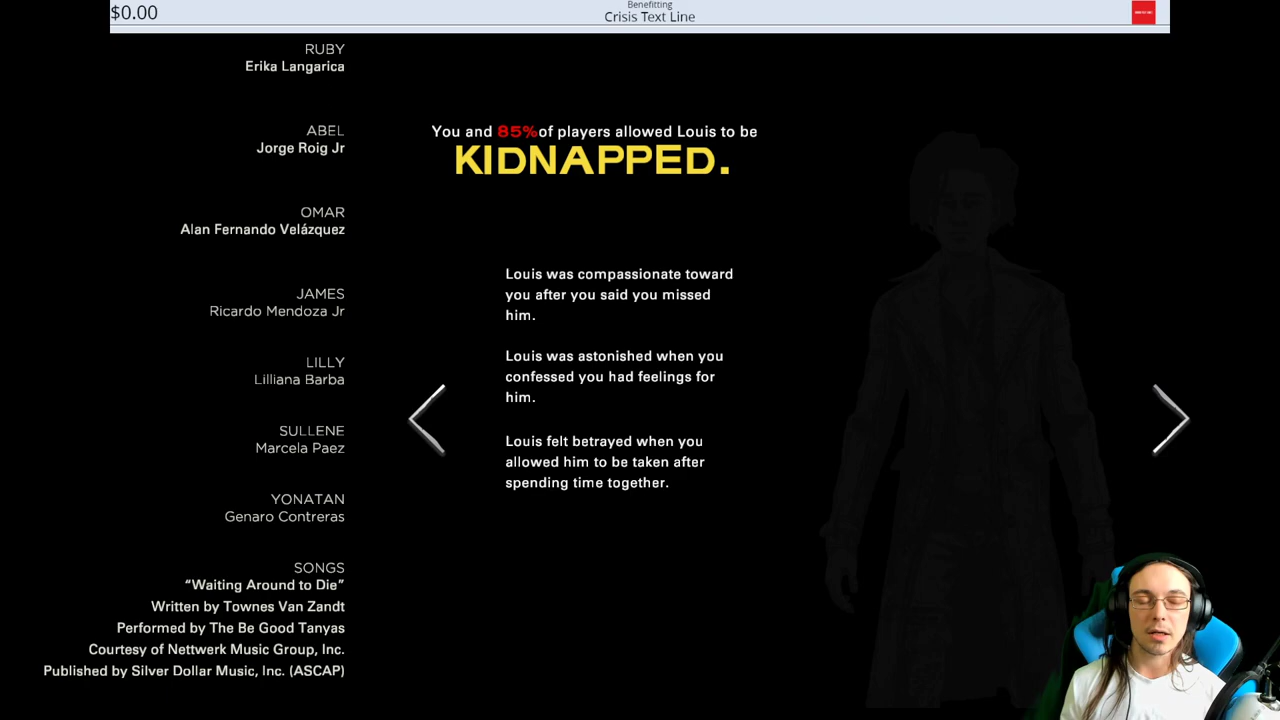 $0.00
Benefitting
Crisis Text Line
RUBY
Erika Langarica
ABEL
Jorge Roig Jr
OMAR
Alan Fernando Velázquez
JAMES
Ricardo Mendoza Jr
LILLY
Lilliana Barba
SULLENE
Marcela Paez
YONATAN
Genaro Contreras
SONGS
“Waiting Around to Die”
Written by Townes Van Zandt
Performed by The Be Good Tanyas
Courtesy of Nettwerk Music Group, Inc.
Published by Silver Dollar Music, Inc. (ASCAP)
You and 85%of players allowed Louis to be
KIDNAPPED.
Louis was compassionate toward
you after you said you missed
him.
Louis was astonished when you
confessed you had feelings for
him.
Louis felt betrayed when you
allowed him to be taken after
spending time together.